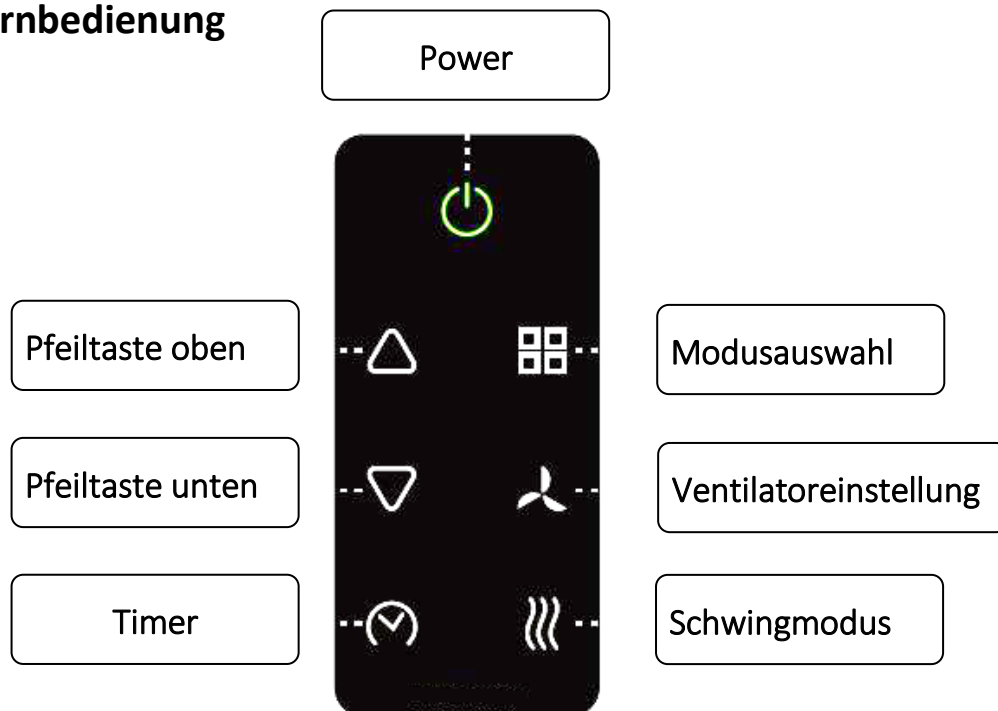 rnbedienung
Power
Pfeiltaste oben
Modusauswahl
Pfeiltaste unten
Ventilatoreinstellung
Timer
Schwingmodus